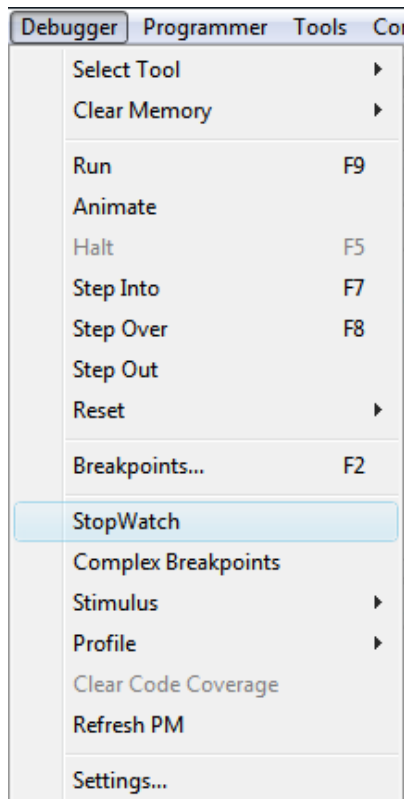 Debugger Programmer Tools
Select Tool
Clear Memory
Run F9
Animate
Halt F5
Step Into F7
Step Over F8
Step Out
Reset
Breakpoints... F2
StopWatch
Complex Breakpoints
Stimulus
Profile
Clear Code Coverage
Refresh PM
Settings...